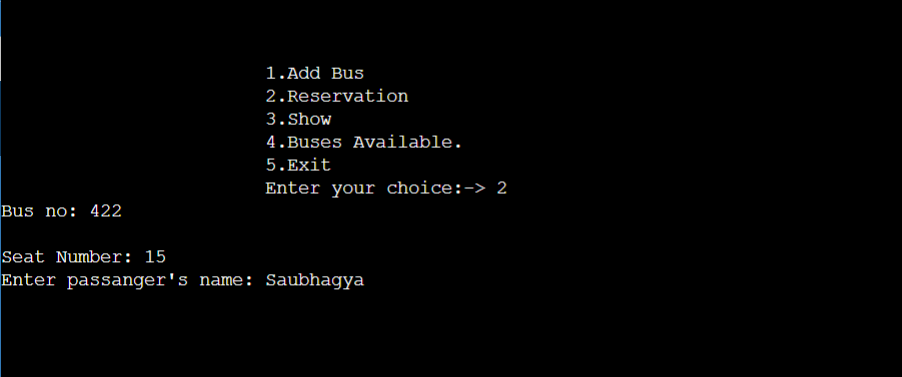 1.Add Bus
2.Reservation
3.Show
4.Buses Available.
5.Exit
Enter your choice:-> 2
Bus no: 422
Seat Number: 15
Enter passanger's name: Saubhagya